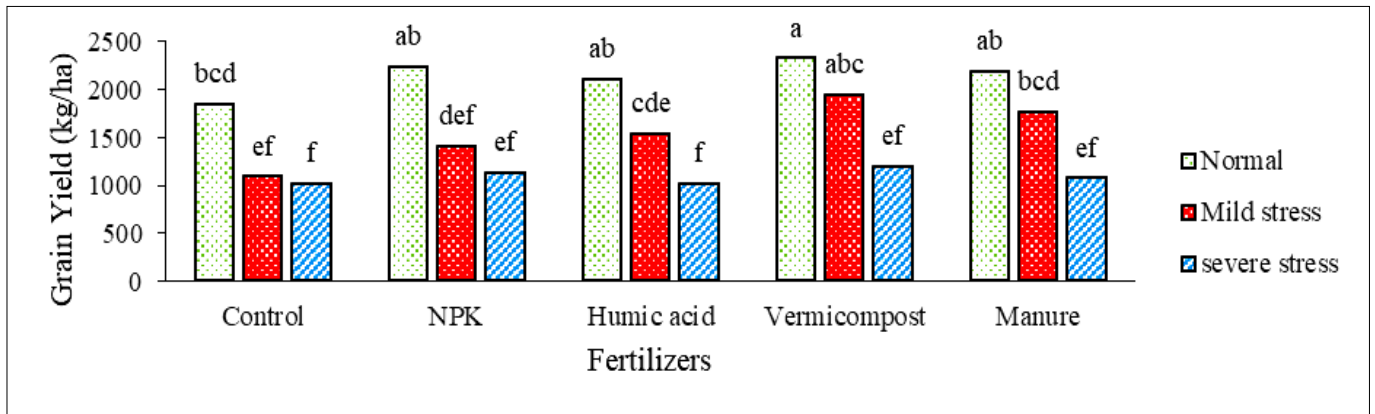 Grain Yield (kg/ha)
2500
2000
1500
1000
500
0
bcd
ef
f
ab
def
ef
ab
cde
f
a
abc
ef
ab
bcd
ef
Control
NPK
Humic acid
Vermicompost
Manure
Fertilizers
Normal
Mild stress
severe stress